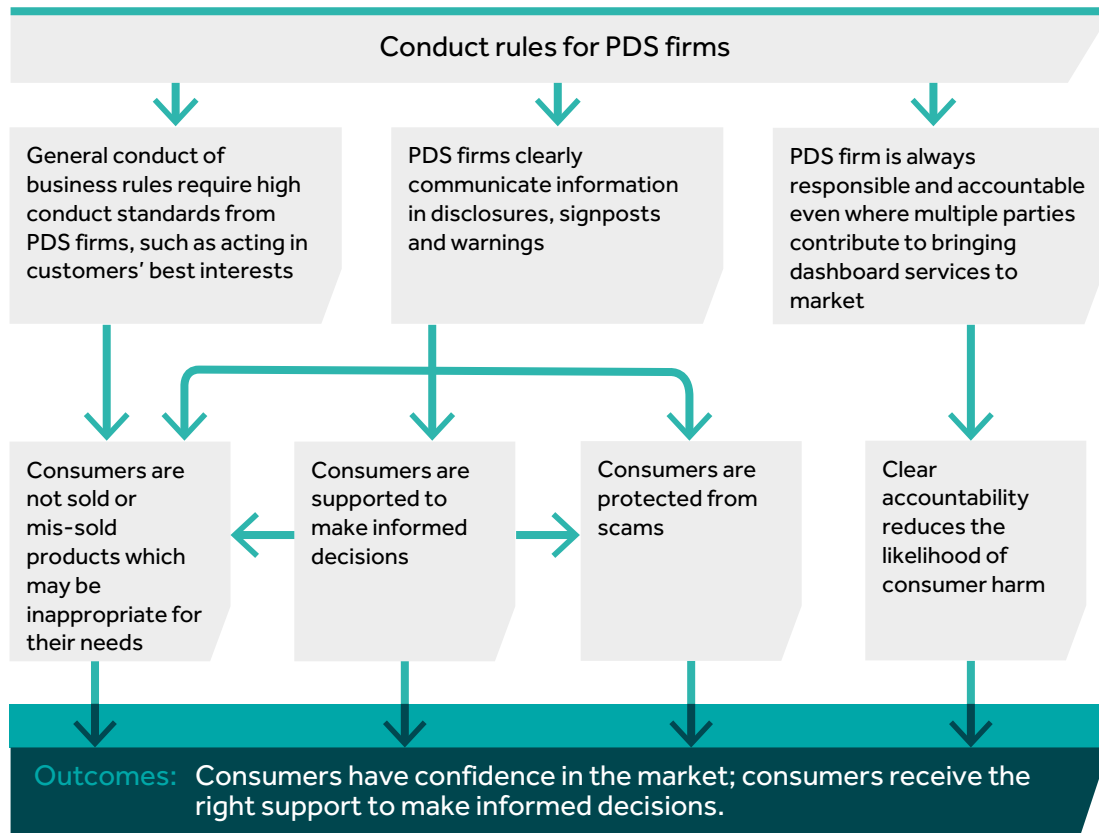 Conduct rules for PDS firms
General conduct of
business rules require high
conduct standards from
PDS firms, such as acting in
customers’ best interests
PDS firms clearly
communicate information
in disclosures, signposts
and warnings
PDS firm is always
responsible and accountable
even where multiple parties
contribute to bringing
dashboard services to
market
Consumers are
not sold or
mis-sold
products which
may be
inappropriate for
their needs
Consumers are
supported to
make informed
decisions
Consumers are
protected from
scams
Clear
accountability
reduces the
likelihood of
consumer harm
Outcomes: Consumers have confidence in the market; consumers receive the
right support to make informed decisions.